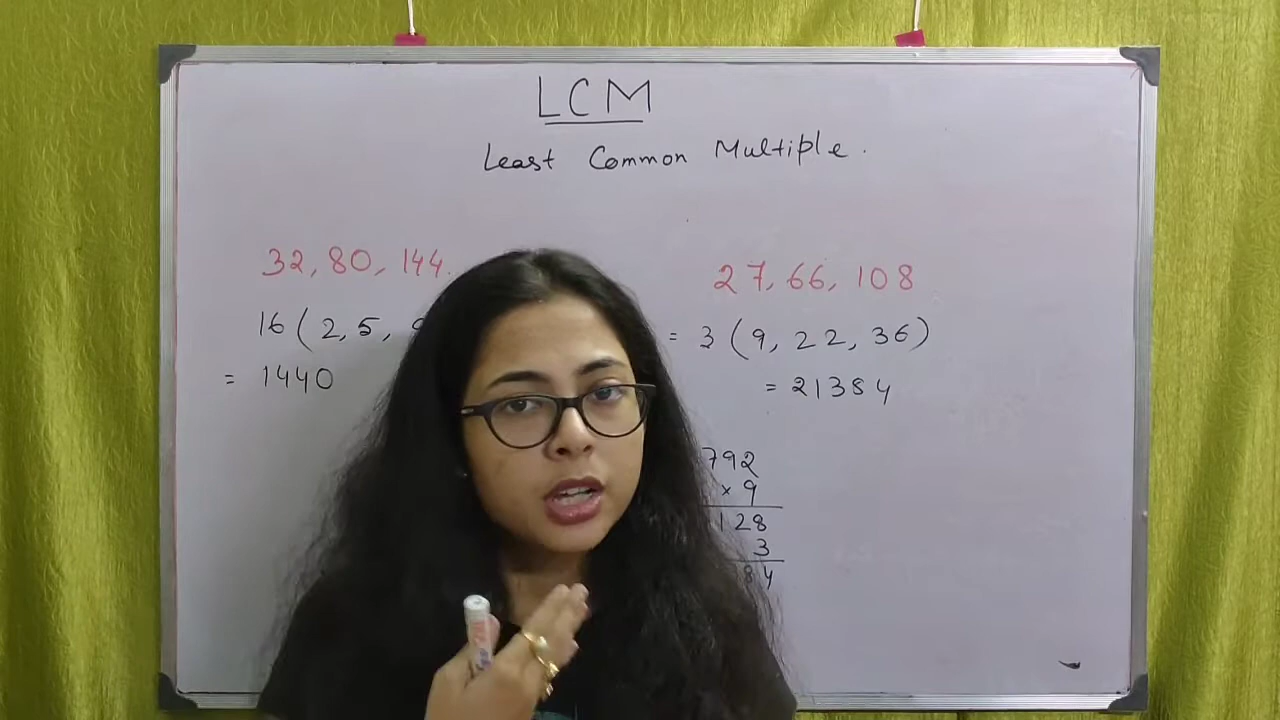 LCM
Least Common Multiple.
32, 80, 144.
27, 66, 108
16 ( 2, 5,
= 3 ( 9, 22, 36)
= 1440
= 21384
792
× 9
128
3
84